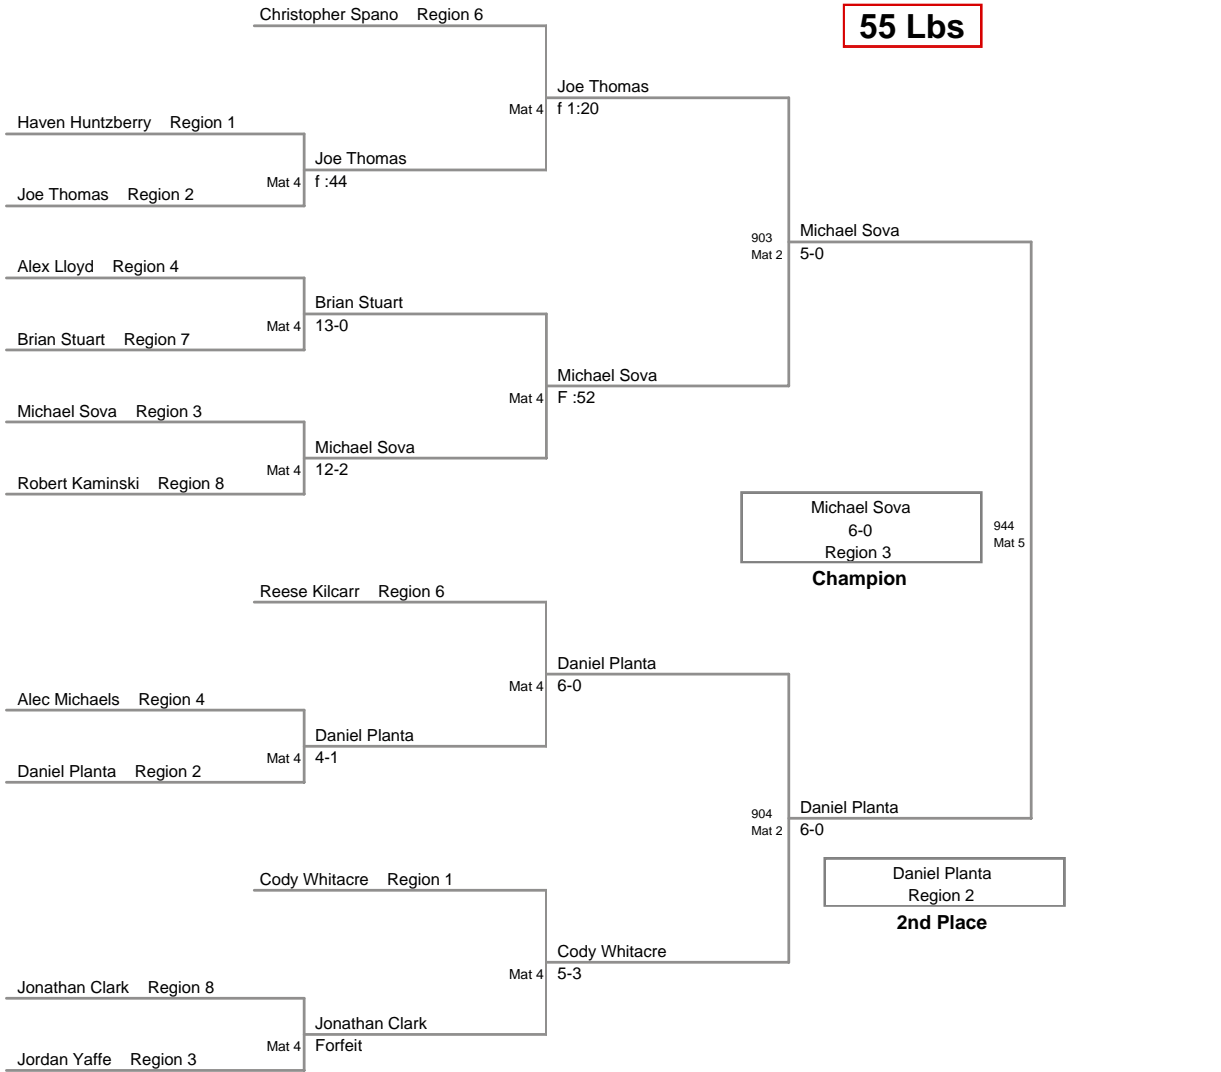 Christopher Spano Region 6
55 Lbs
Joe Thomas
Mat 4 f 1:20
Haven Huntzberry Region 1
Joe Thomas
Mat 4 f :44
Joe Thomas Region 2
903
Mat 2
Michael Sova
5-0
Alex Lloyd Region 4
Brian Stuart
Mat 4 13-0
Brian Stuart Region 7
Michael Sova
Mat 4 F :52
Michael Sova Region 3
Michael Sova
Mat 4 12-2
Robert Kaminski Region 8
Michael Sova
6-0
Region 3
Champion
944
Mat 5
Reese Kilcarr Region 6
Daniel Planta
Mat 4 6-0
Alec Michaels Region 4
Daniel Planta
Mat 4 4-1
Daniel Planta Region 2
904
Mat 2
Daniel Planta
6-0
Daniel Planta
Region 2
2nd Place
Cody Whitacre Region 1
Cody Whitacre
Mat 4 5-3
Jonathan Clark Region 8
Jonathan Clark
Mat 4 Forfeit
Jordan Yaffe Region 3